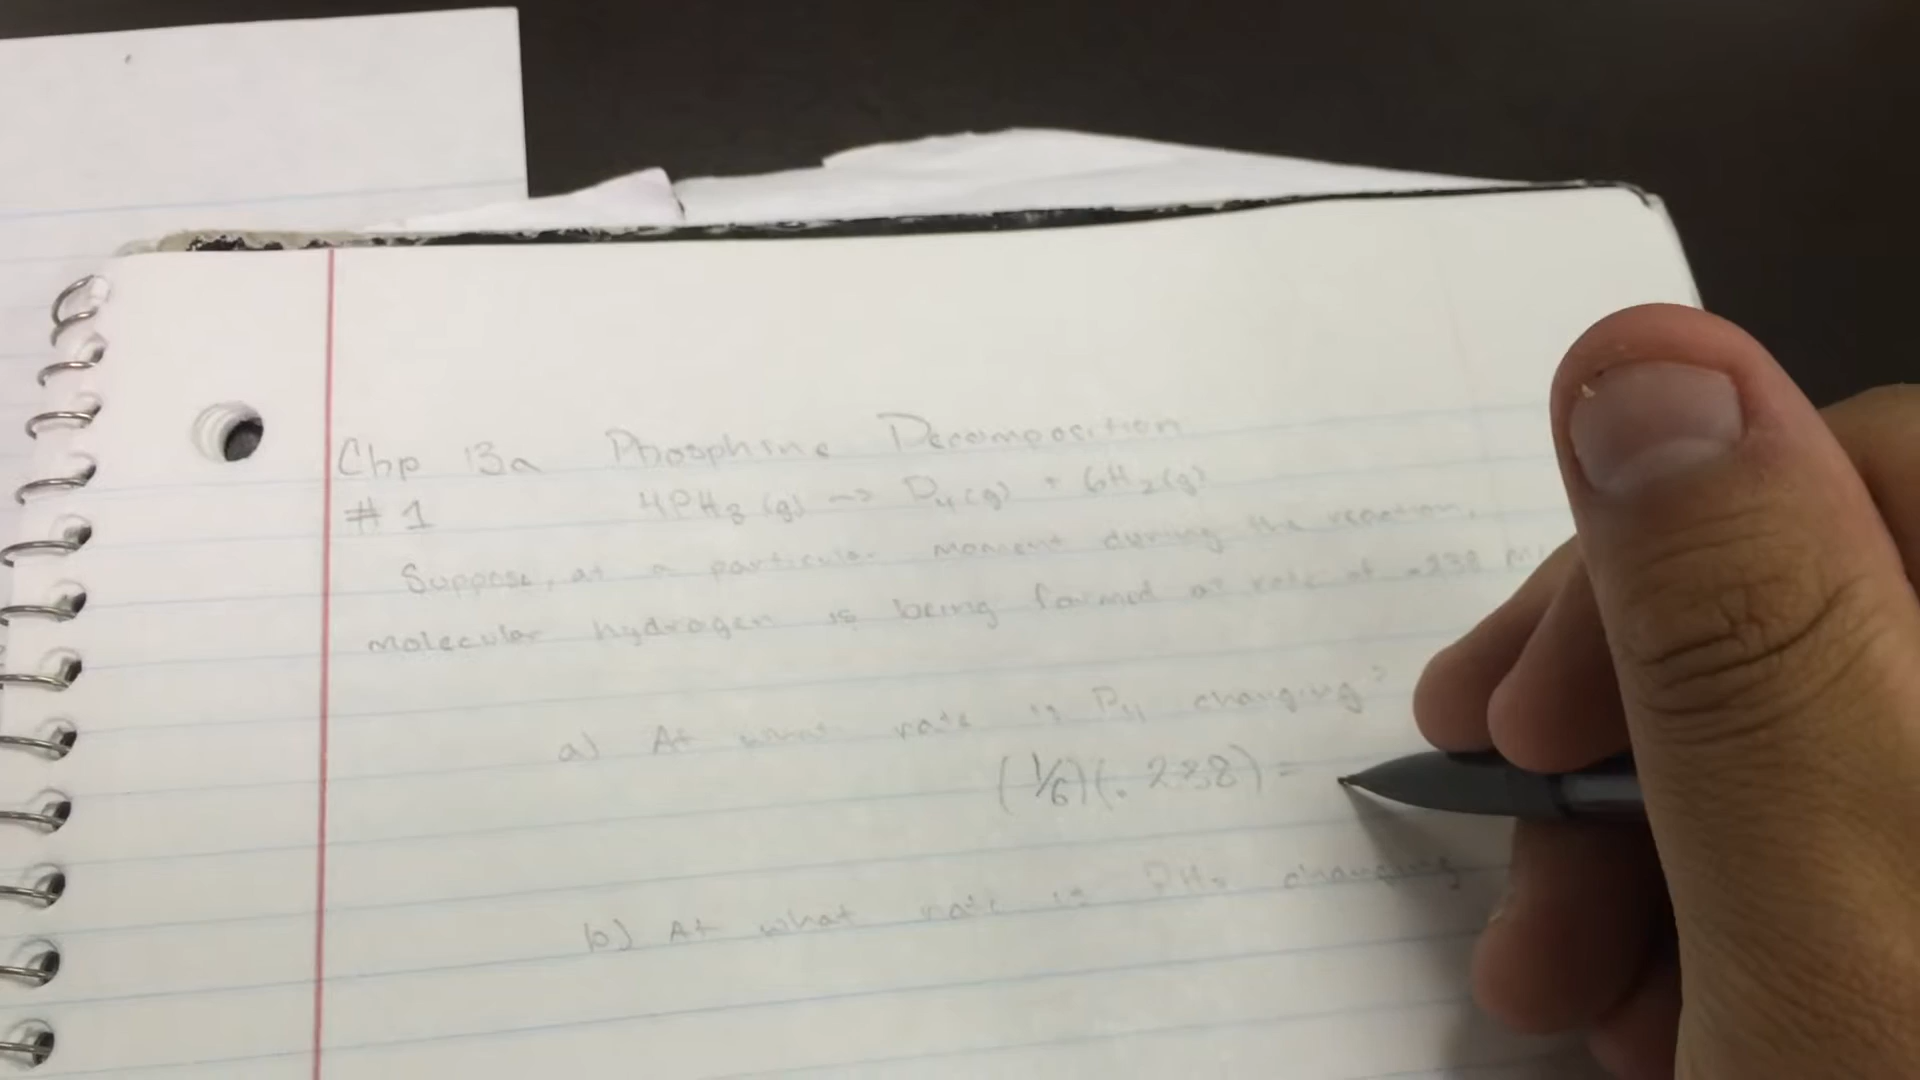 Chp 13a Phosphine Decomposition
#1 4PH3(g) → P4(g) + 6H2(g)
Suppose, at a particular moment during the reaction,
molecular hydrogen is being formed at rate of .238 M
a) At what rate is P4 changing?
(1/6)(.238) =
b) At what rate is PH3 changing